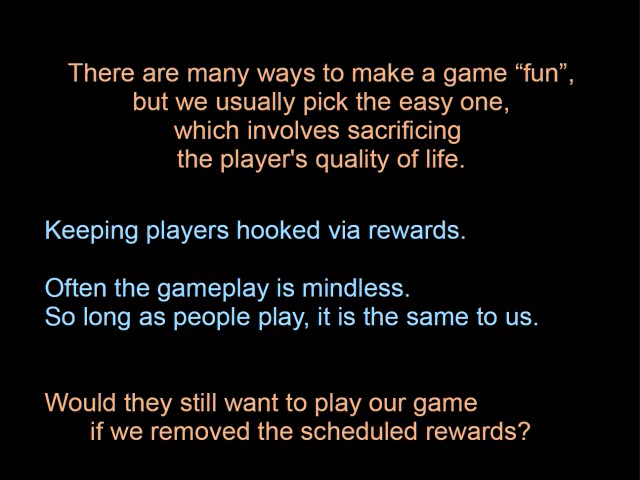 There are many ways to make a game “fun”,
but we usually pick the easy one,
which involves sacrificing
the player's quality of life.
Keeping players hooked via rewards.
Often the gameplay is mindless.
So long as people play, it is the same to us.
Would they still want to play our game
if we removed the scheduled rewards?